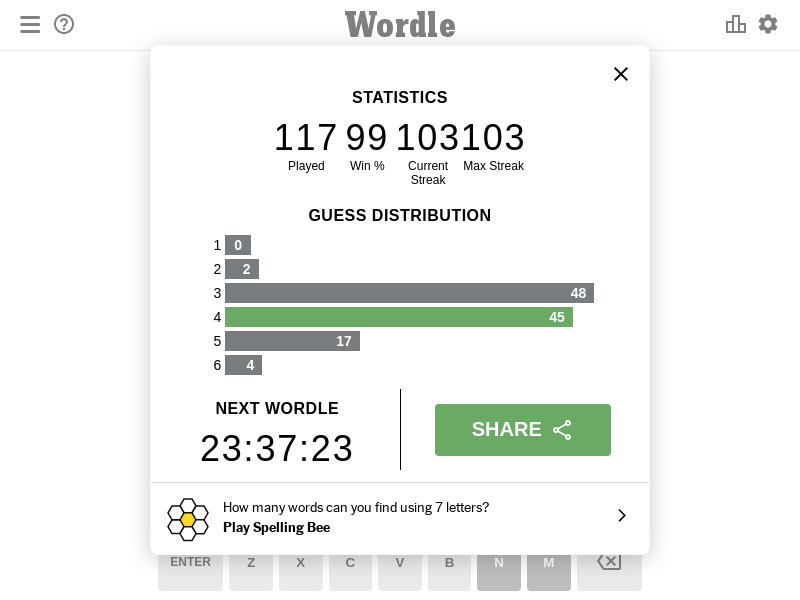 Wordle
STATISTICS
117 99 103 103
Played Win % Current Streak Max Streak
GUESS DISTRIBUTION
1 0
2 2
3 48
4 45
5 17
6 4
NEXT WORDLE
23:37:23
SHARE
How many words can you find using 7 letters?
Play Spelling Bee
ENTER Z X C V B N M